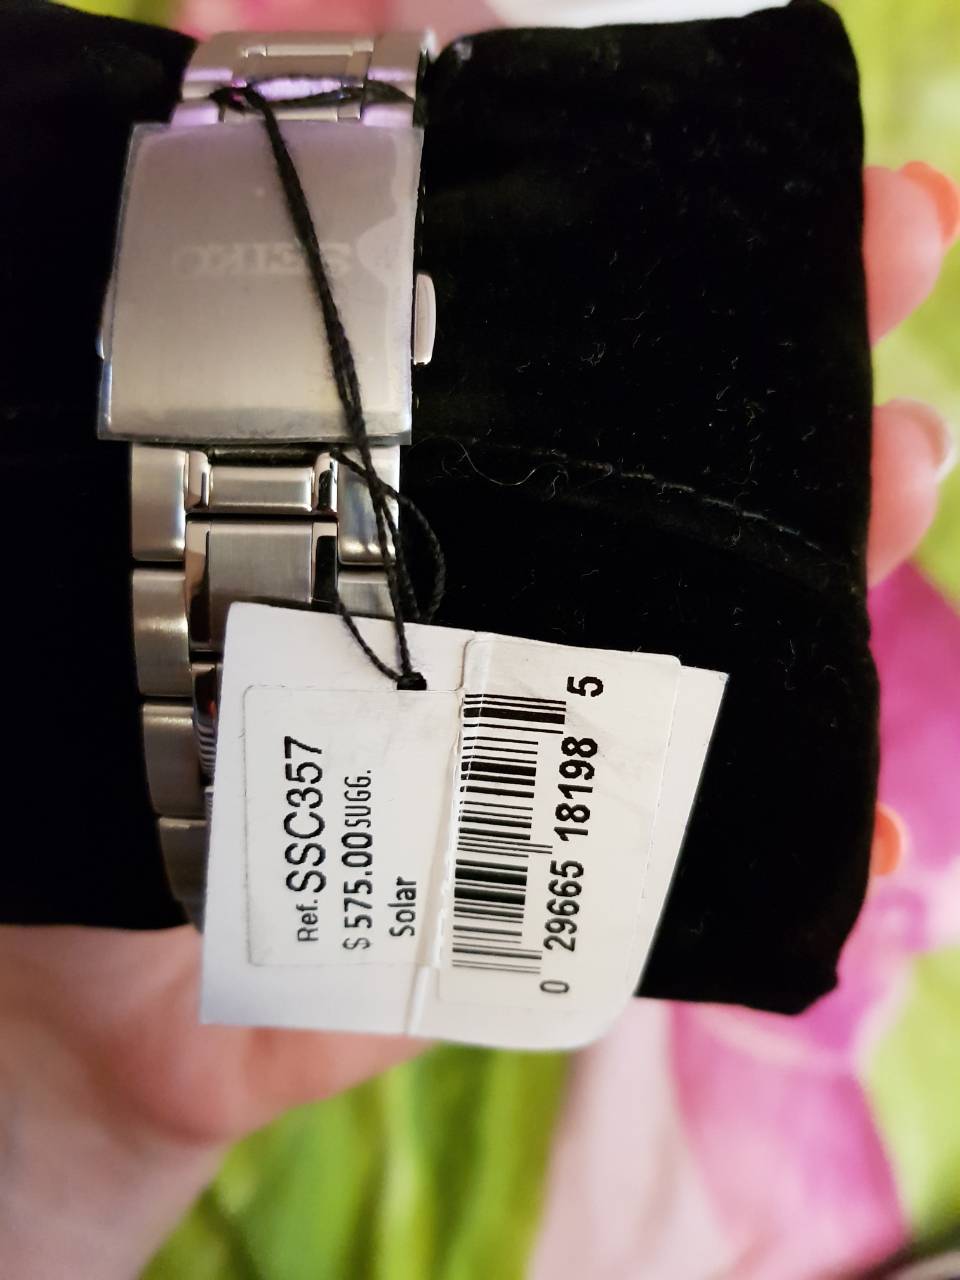 SEIKO
Ref. SSC357
$ 575.00 SUGG.
Solar
0 29665 18198 5